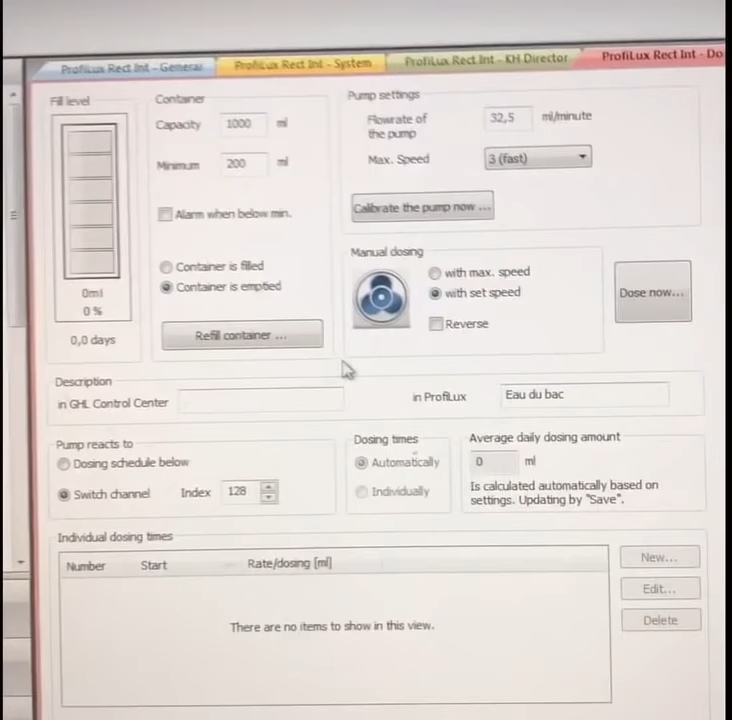 ProfiLux Rect Int - General
ProfiLux Rect Int - System
ProfiLux Rect Int - KH Director
ProfiLux Rect Int - Do
Fill level
0ml
0 %
0,0 days
Container
Capacity 1000 ml
Minimum 200 ml
Alarm when below min.
Container is filled
Container is emptied
Refill container ...
Pump settings
Flowrate of
the pump
32,5 ml/minute
Max. Speed 3 (fast)
Calibrate the pump now ...
Manual dosing
with max. speed
with set speed
Reverse
Dose now...
Description
in GHL Control Center
in ProfiLux Eau du bac
Pump reacts to
Dosing schedule below
Switch channel Index 128
Dosing times
Automatically
Individually
Average daily dosing amount
0 ml
Is calculated automatically based on
settings. Updating by "Save".
Individual dosing times
Number Start Rate/dosing [ml]
There are no items to show in this view.
New...
Edit...
Delete